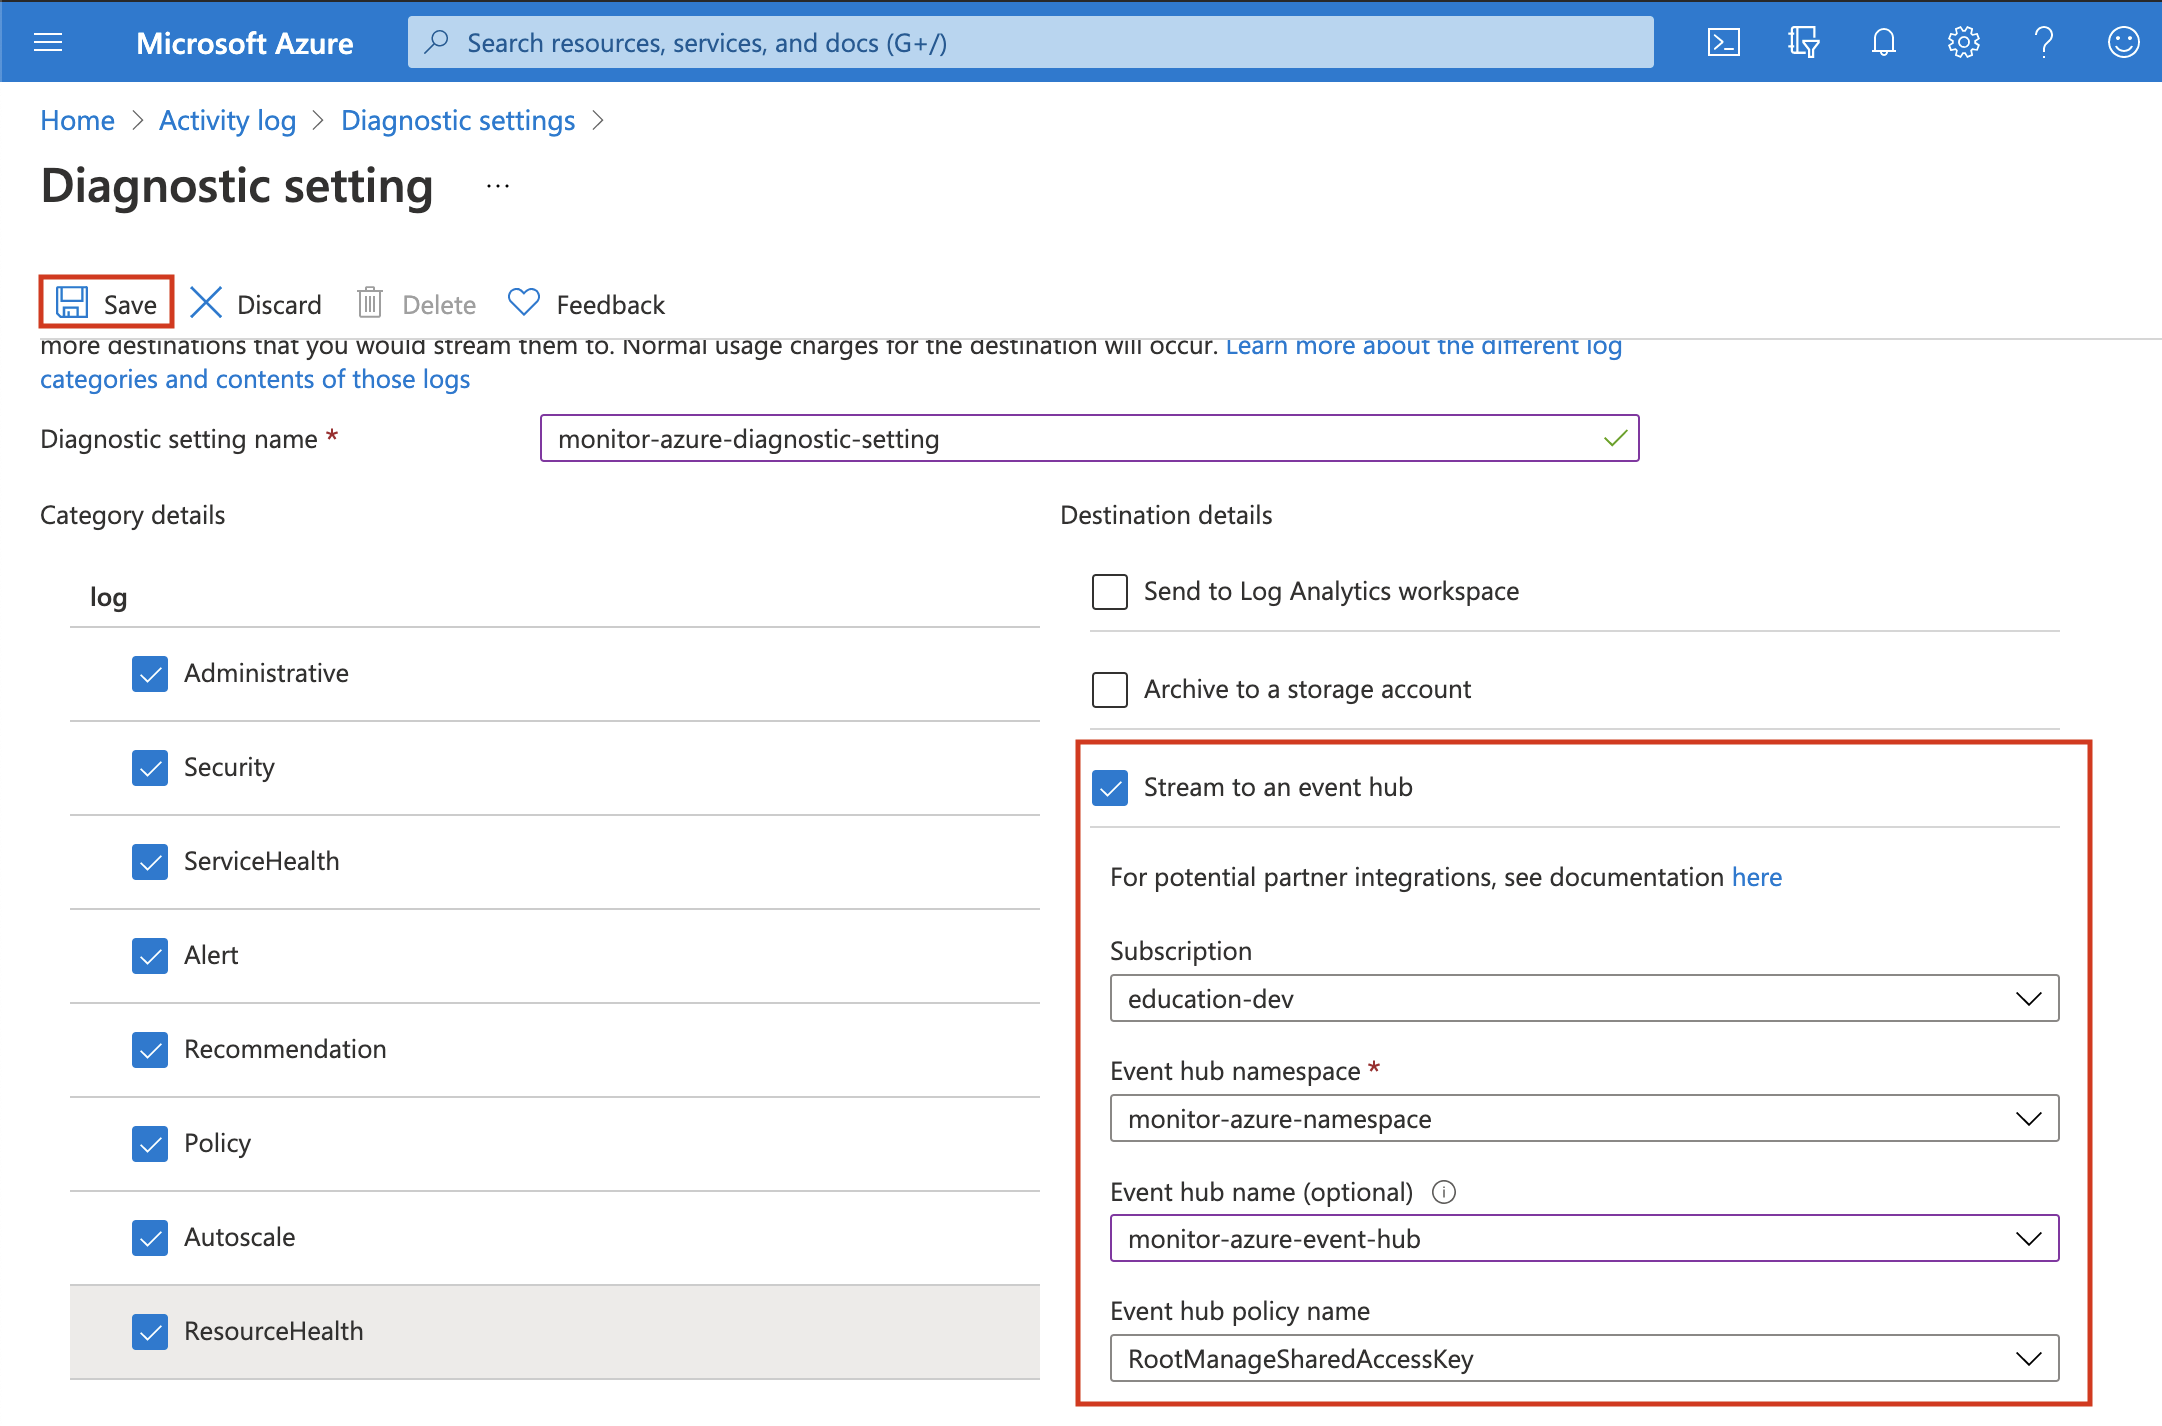 Microsoft Azure
Search resources, services, and docs (G+/)
Home > Activity log > Diagnostic settings >
Diagnostic setting ...
Save Discard Delete Feedback
more destinations that you would stream them to. Normal usage charges for the destination will occur. Learn more about the different log
categories and contents of those logs
Diagnostic setting name *
monitor-azure-diagnostic-setting
Category details
log
Administrative
Security
ServiceHealth
Alert
Recommendation
Policy
Autoscale
ResourceHealth
Destination details
Send to Log Analytics workspace
Archive to a storage account
Stream to an event hub
For potential partner integrations, see documentation here
Subscription
education-dev
Event hub namespace *
monitor-azure-namespace
Event hub name (optional)
monitor-azure-event-hub
Event hub policy name
RootManageSharedAccessKey